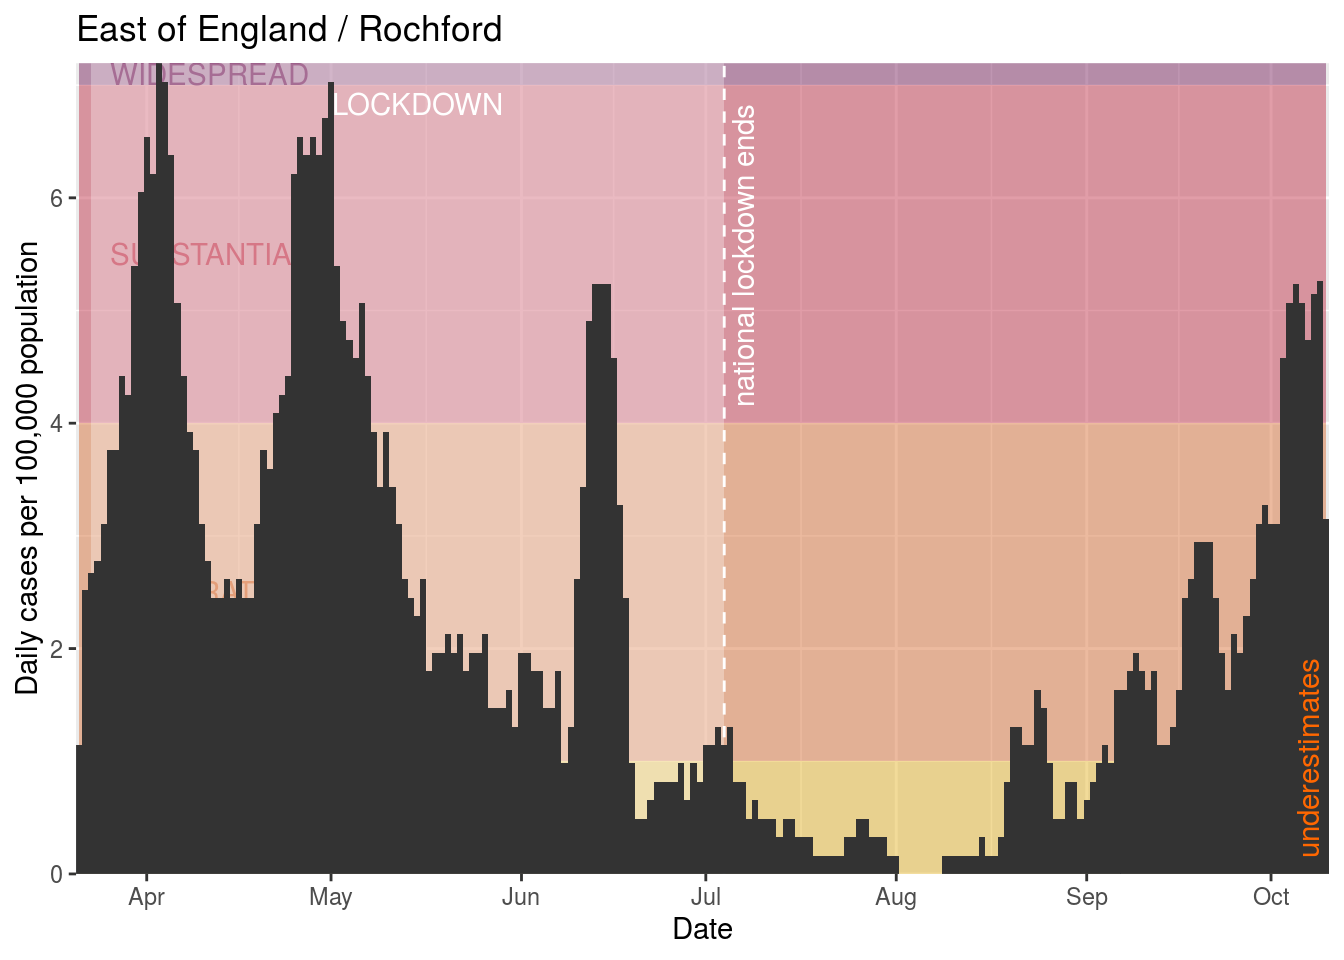 East of England / Rochford
WIDESPREAD
LOCKDOWN
SUBSTANTIA
national lockdown ends
underestimates
Daily cases per 100,000 population
6
4
2
0
Apr
May
Jun
Jul
Aug
Sep
Oct
Date